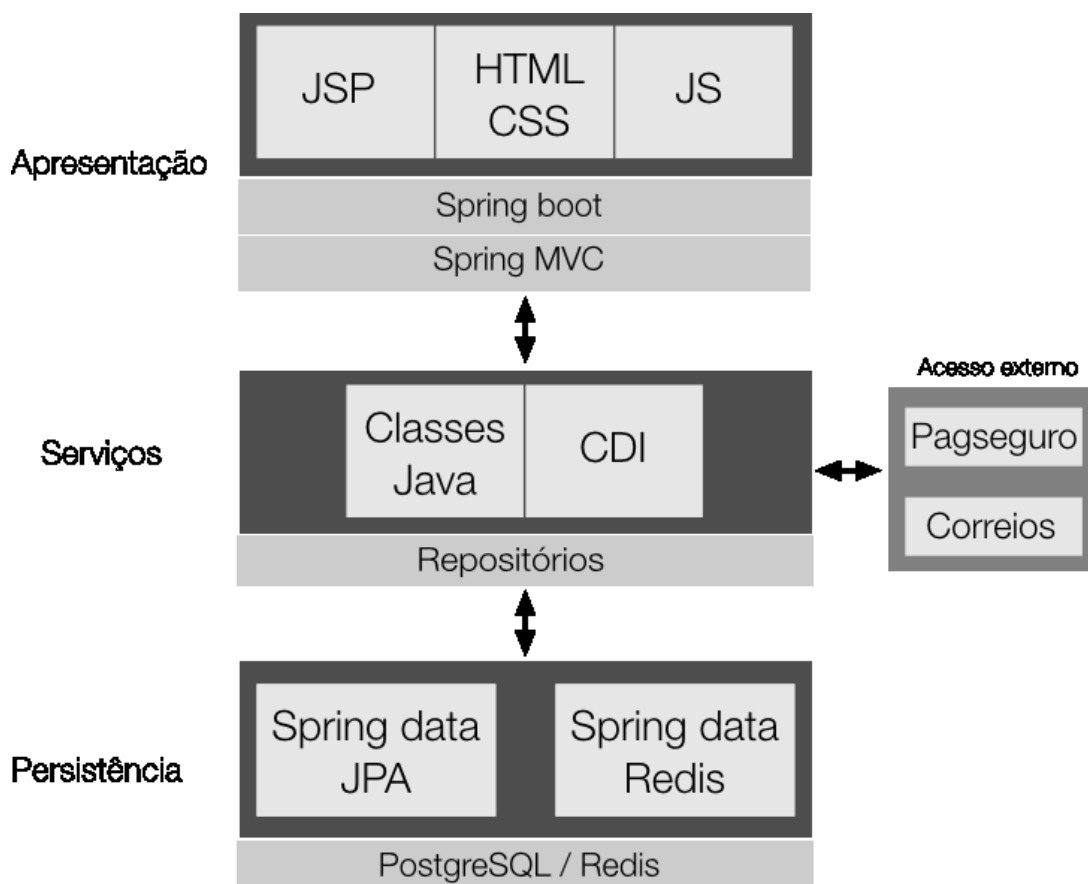 JSP
HTML
CSS
JS
Apresentação
Spring boot
Spring MVC
Serviços
Classes
Java
CDI
Repositórios
Acesso externo
Pagseguro
Correios
Persistência
Spring data
JPA
Spring data
Redis
PostgreSQL / Redis